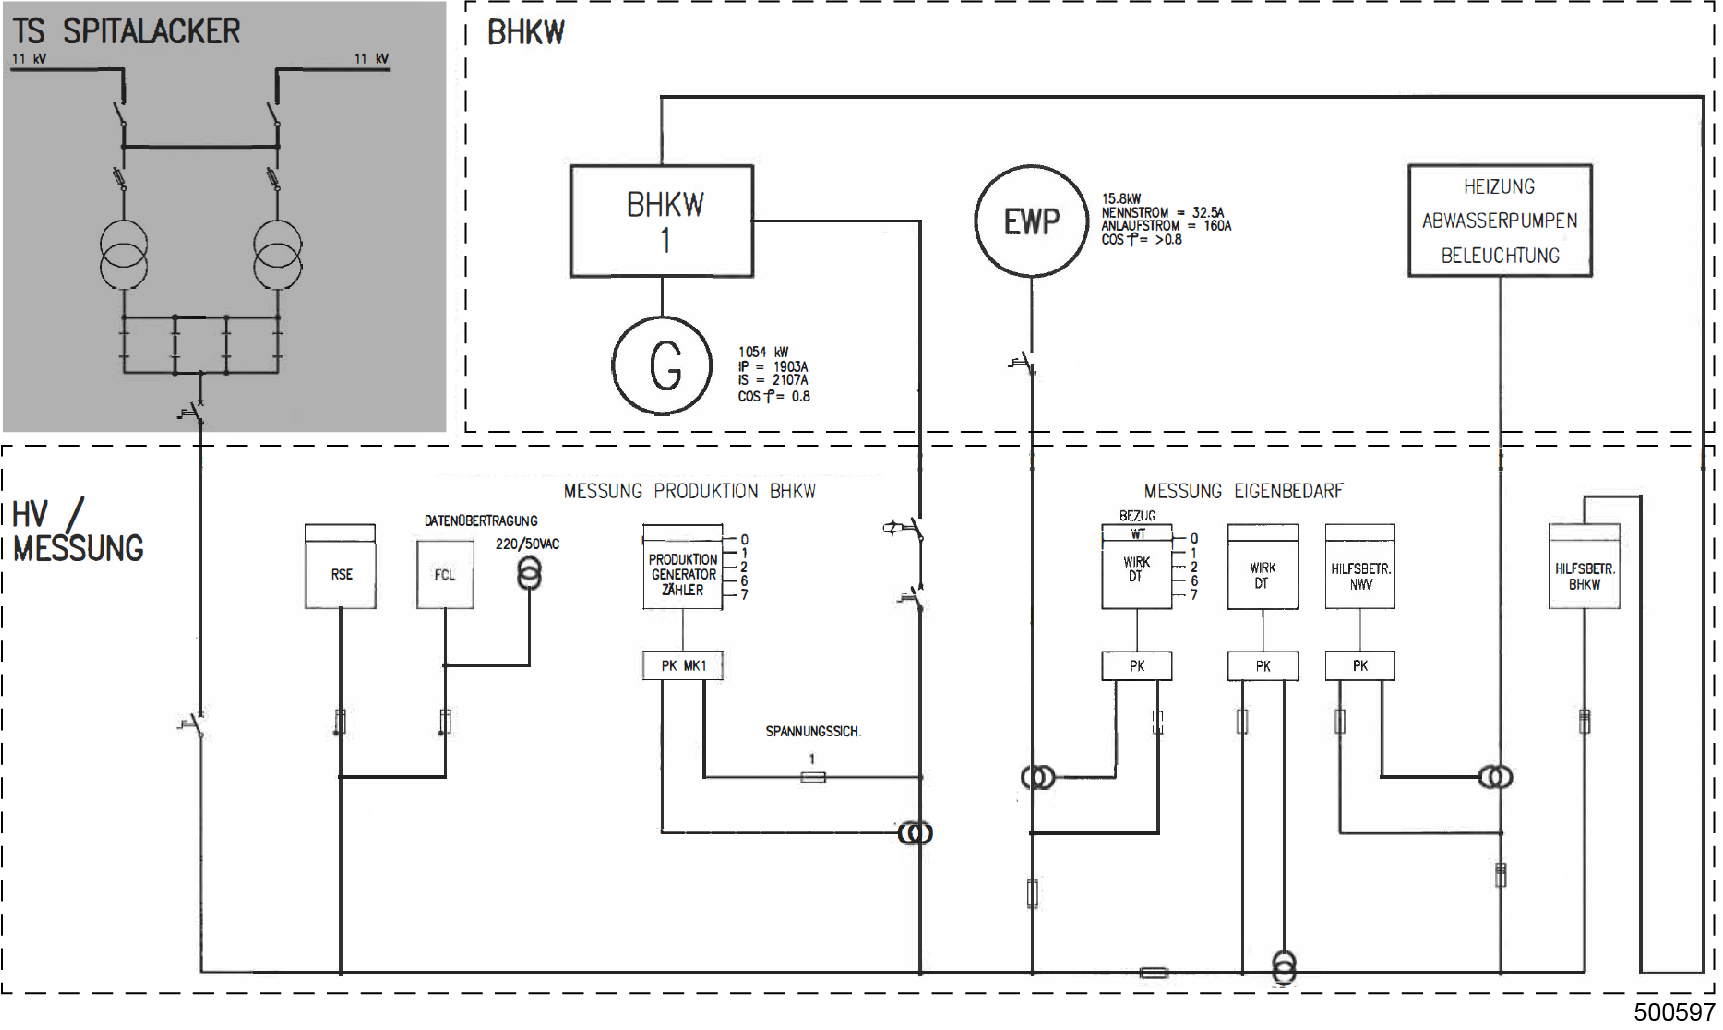 TS SPITALACKER
11 kV
11 kV
BHKW
BHKW
1
G
1054 kW
IP = 1903A
IS = 2107A
COS φ = 0.8
EWP
15.8kW
NENNSTROM = 32.5A
ANLAUFSTROM = 160A
COS φ = >0.8
HEIZUNG
ABWASSERPUMPEN
BELEUCHTUNG
HV /
MESSUNG
MESSUNG PRODUKTION BHKW
MESSUNG EIGENBEDARF
DATENÜBERTRAGUNG
220/50VAC
RSE
FCL
PRODUKTION
GENERATOR
ZÄHLER
0
1
2
6
7
PK MK1
SPANNUNGSSICH.
1
BEZUG
WT
WIRK
DT
0
1
2
6
7
PK
WIRK
DT
PK
HILFSBETR.
NWV
PK
HILFSBETR.
BHKW
500597